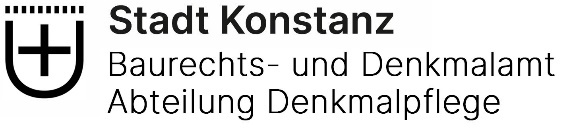 Stadt Konstanz
Baurechts- und Denkmalamt
Abteilung Denkmalpflege